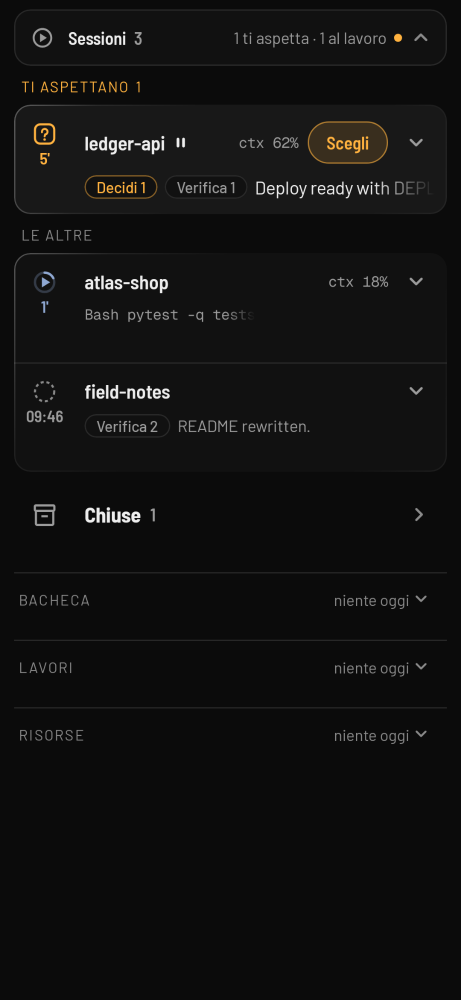 Sessioni 3 1 ti aspetta · 1 al lavoro
TI ASPETTANO 1
ledger-api ctx 62% Scegli
5'
Decidi 1 Verifica 1 Deploy ready with DEPL
LE ALTRE
atlas-shop ctx 18%
1'
Bash pytest -q tests
field-notes
09:46
Verifica 2 README rewritten.
Chiuse 1
BACHECA niente oggi
LAVORI niente oggi
RISORSE niente oggi